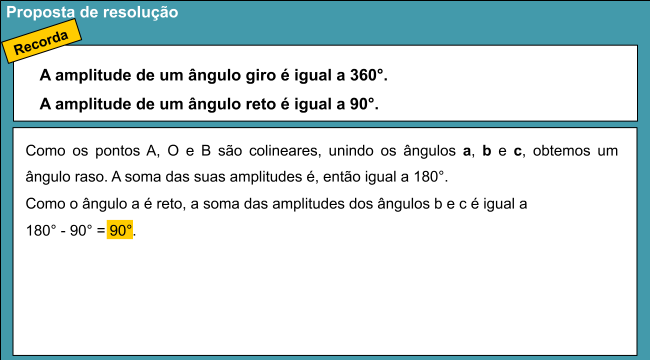 Proposta de resolução
Recorda
A amplitude de um ângulo giro é igual a 360°.
A amplitude de um ângulo reto é igual a 90°.
Como os pontos A, O e B são colineares, unindo os ângulos a, b e c, obtemos um
ângulo raso. A soma das suas amplitudes é, então igual a 180°.
Como o ângulo a é reto, a soma das amplitudes dos ângulos b e c é igual a
180° - 90° = 90°.